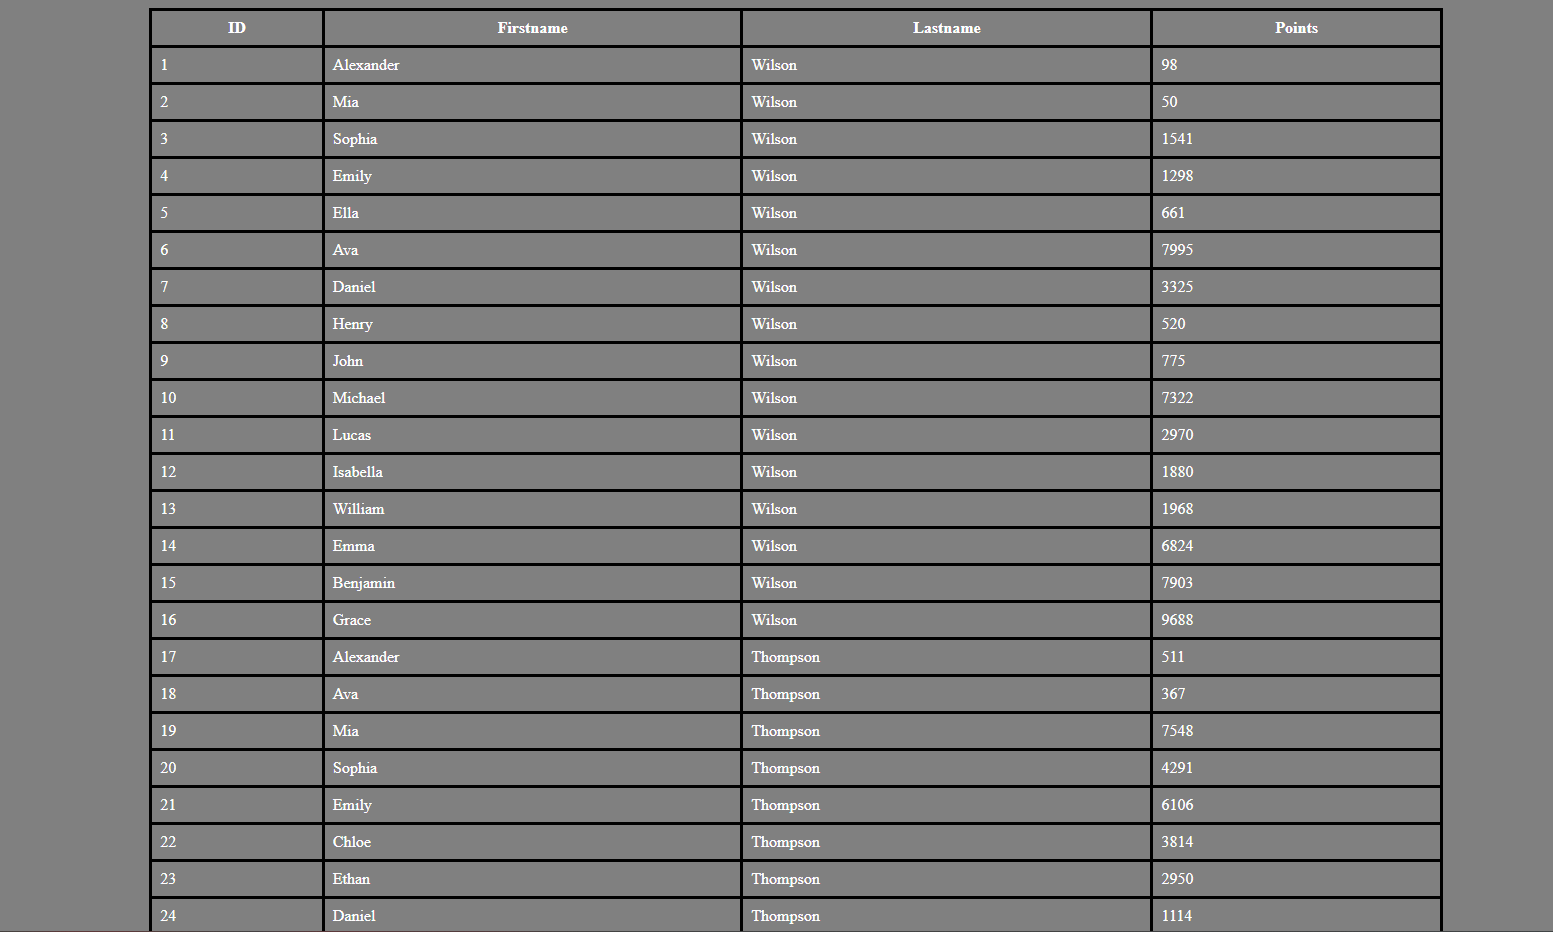 ID Firstname Lastname Points
1 Alexander Wilson 98
2 Mia Wilson 50
3 Sophia Wilson 1541
4 Emily Wilson 1298
5 Ella Wilson 661
6 Ava Wilson 7995
7 Daniel Wilson 3325
8 Henry Wilson 520
9 John Wilson 775
10 Michael Wilson 7322
11 Lucas Wilson 2970
12 Isabella Wilson 1880
13 William Wilson 1968
14 Emma Wilson 6824
15 Benjamin Wilson 7903
16 Grace Wilson 9688
17 Alexander Thompson 511
18 Ava Thompson 367
19 Mia Thompson 7548
20 Sophia Thompson 4291
21 Emily Thompson 6106
22 Chloe Thompson 3814
23 Ethan Thompson 2950
24 Daniel Thompson 1114